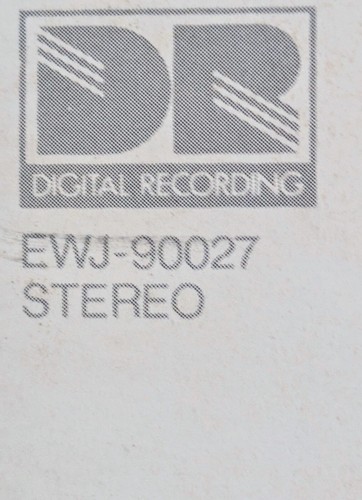 DR
DIGITAL RECORDING
EWJ-90027
STEREO